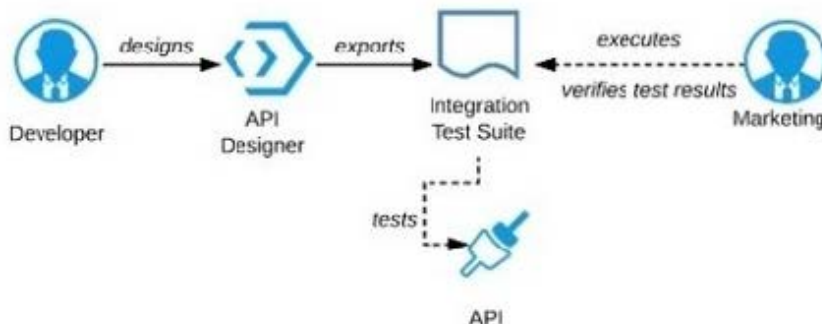 designs
exports
executes
verifies test results
Developer
API
Designer
Integration
Test Suite
Marketing
tests
API